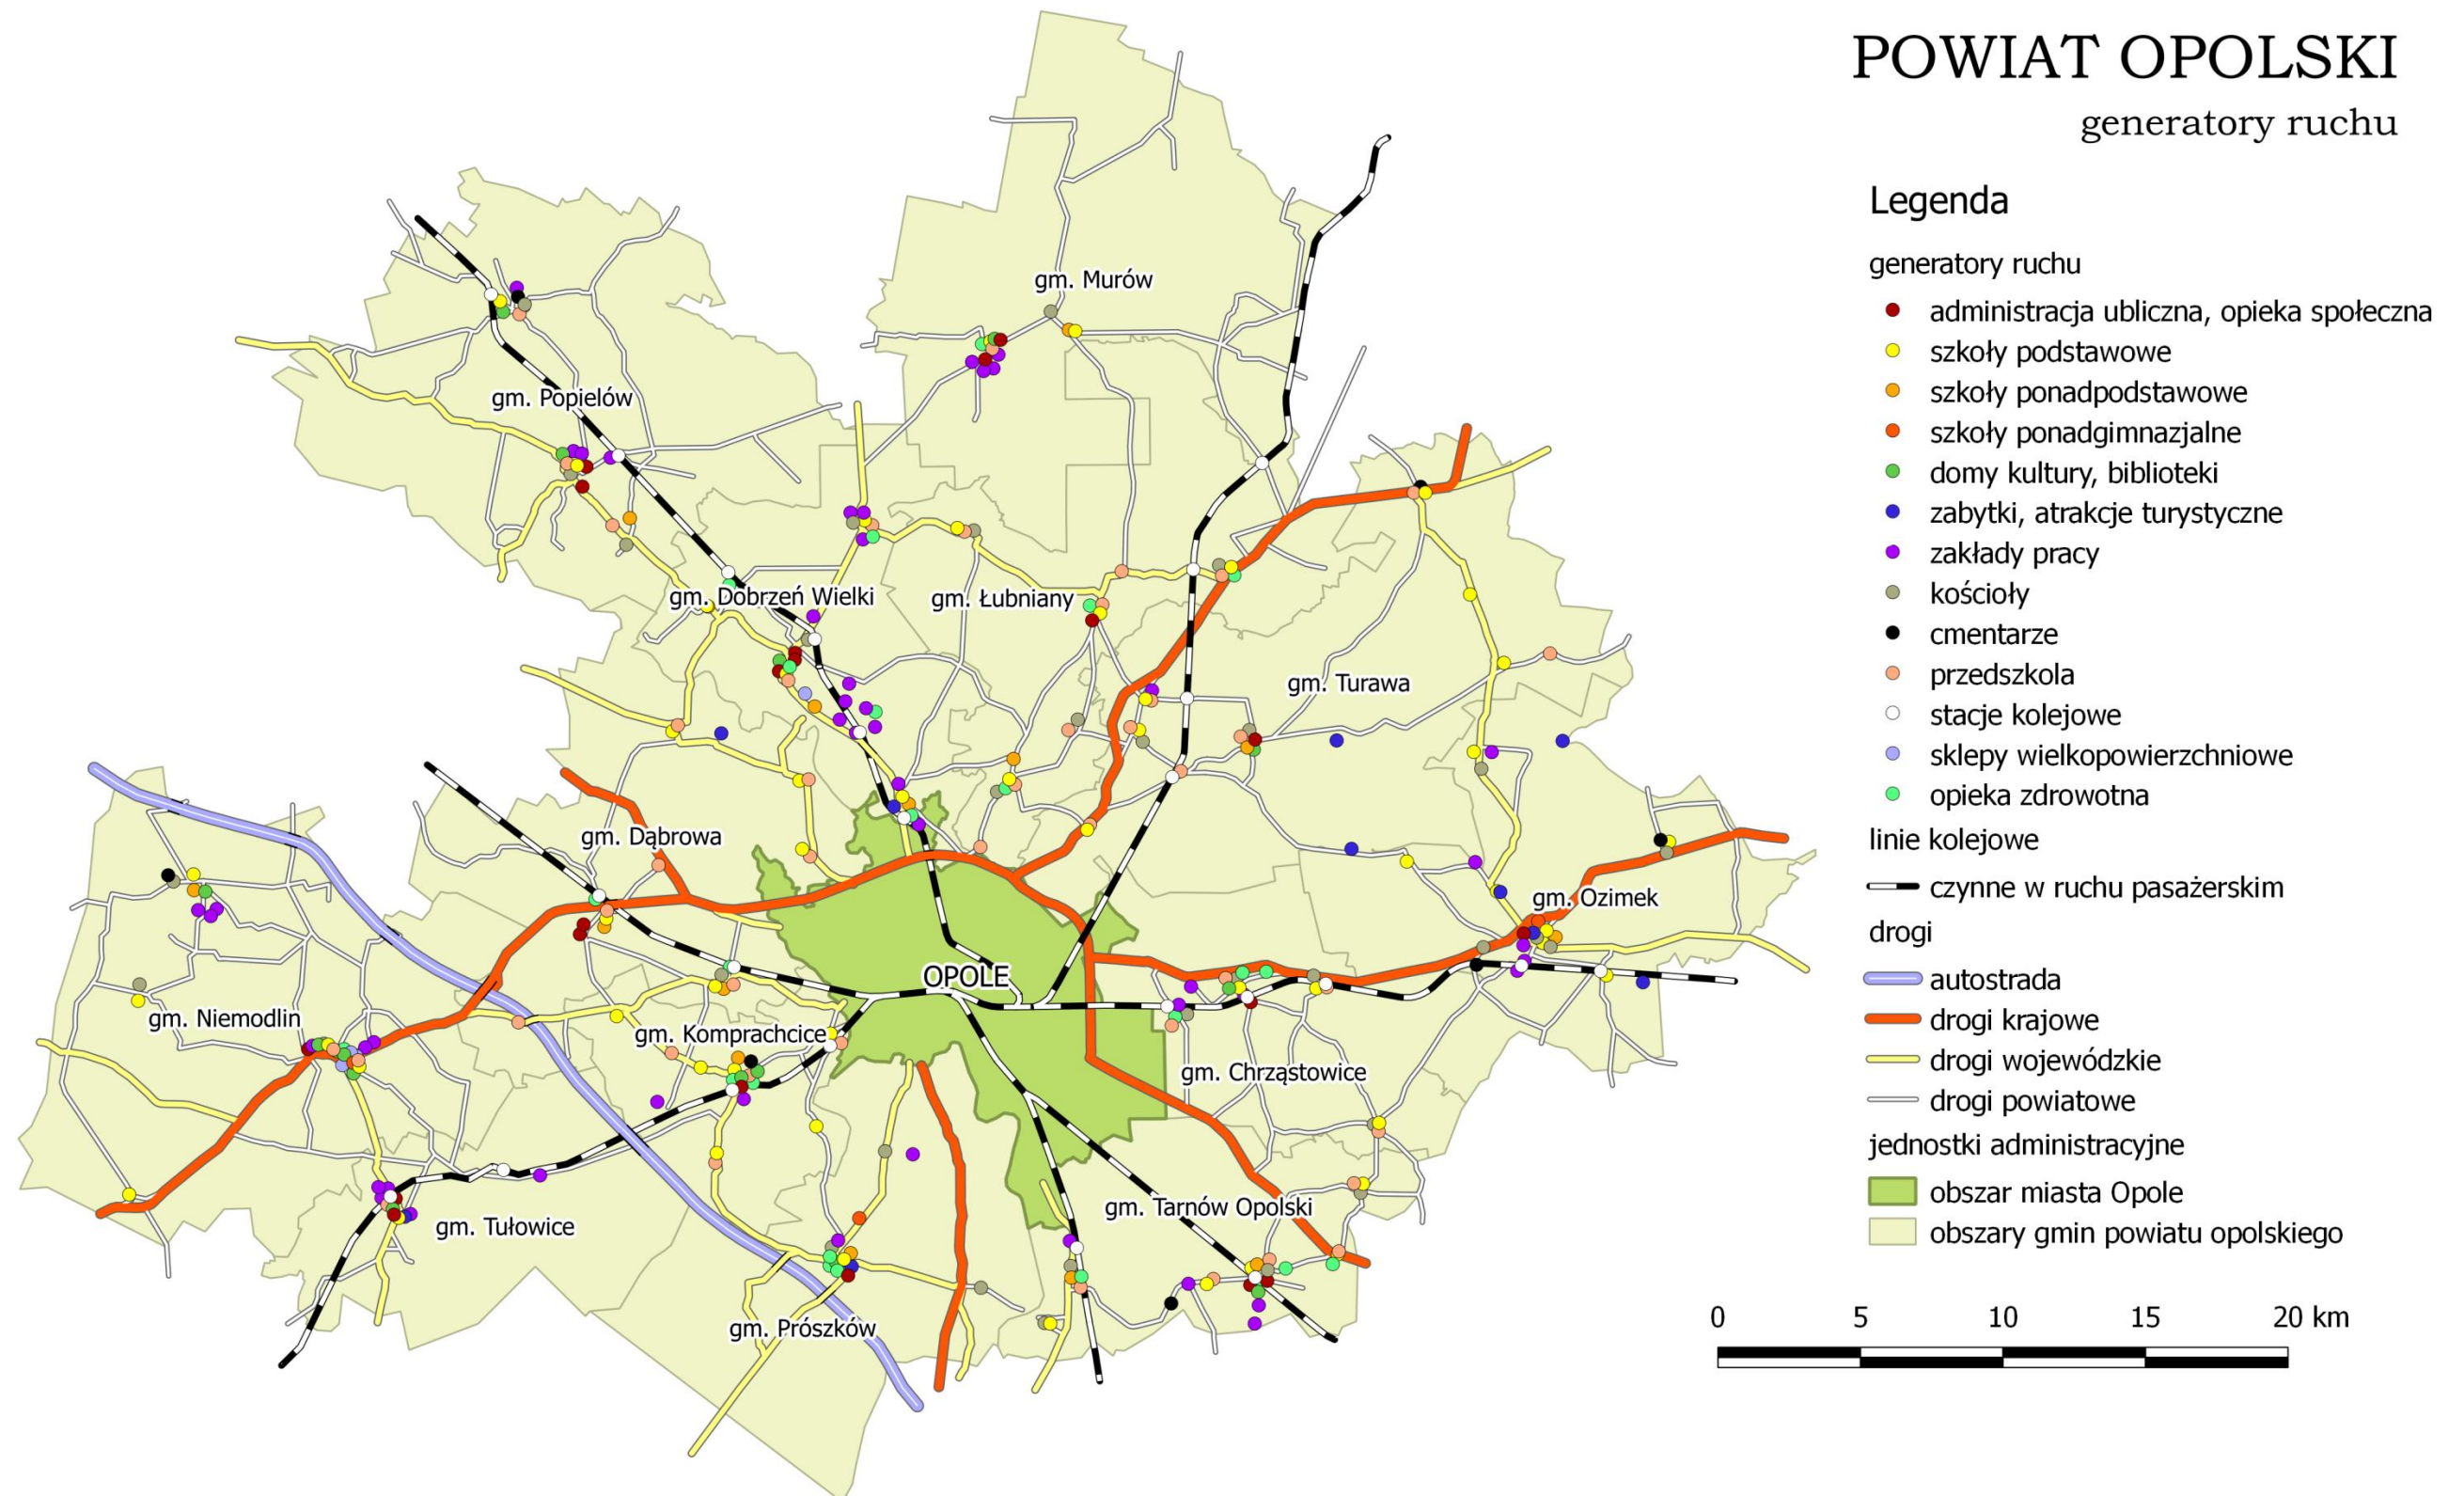 POWIAT OPOLSKI
generatory ruchu
Legenda
generatory ruchu
administracja ubliczna, opieka społeczna
szkoły podstawowe
szkoły ponadpodstawowe
szkoły ponadgimnazjalne
domy kultury, biblioteki
zabytki, atrakcje turystyczne
zakłady pracy
kościoły
cmentarze
przedszkola
stacje kolejowe
sklepy wielkopowierzchniowe
opieka zdrowotna
linie kolejowe
czynne w ruchu pasażerskim
drogi
autostrada
drogi krajowe
drogi wojewódzkie
drogi powiatowe
jednostki administracyjne
obszar miasta Opole
obszary gmin powiatu opolskiego
0 5 10 15 20 km
gm. Murów
gm. Popielów
gm. Dobrzeń Wielki
gm. Łubniany
gm. Turawa
gm. Dąbrowa
gm. Ozimek
OPOLE
gm. Niemodlin
gm. Komprachcice
gm. Chrząstowice
gm. Tarnów Opolski
gm. Tułowice
gm. Prószków